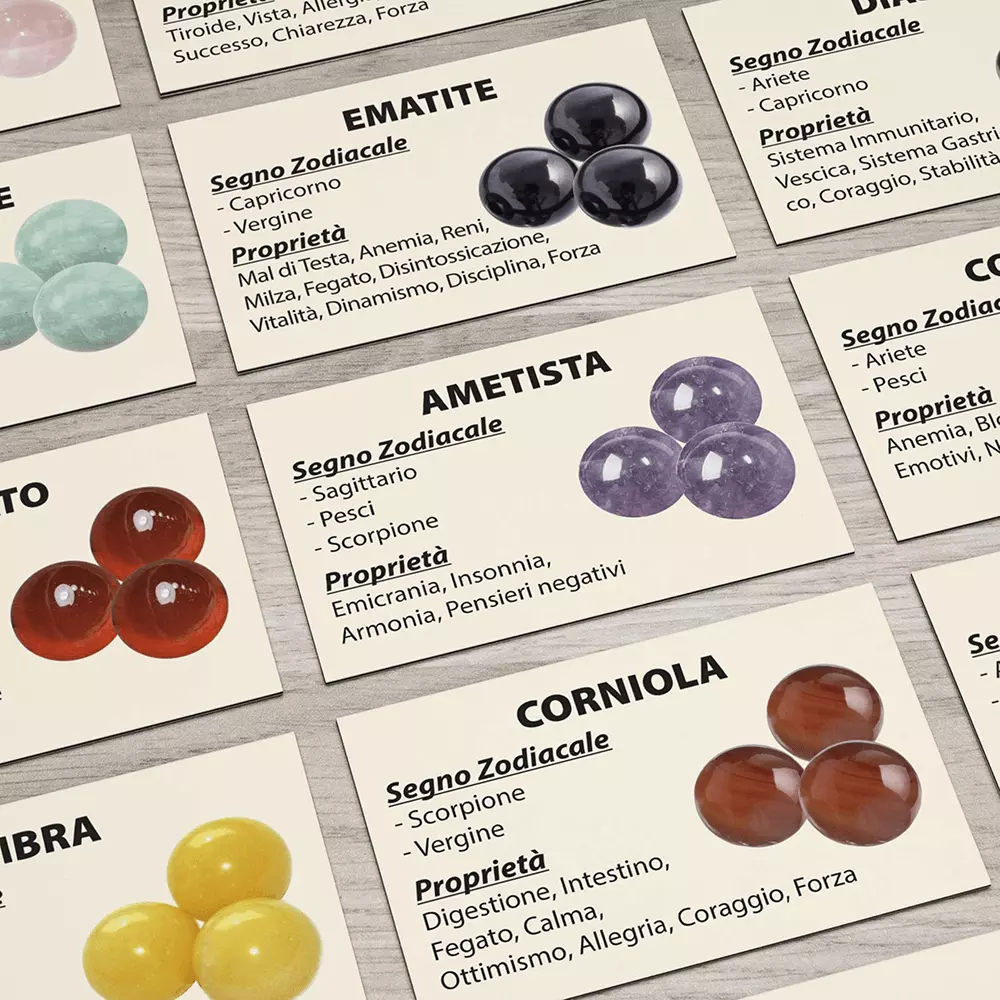 Proprietà
Tiroide, Vista,
Successo, Chiarezza, Forza
EMATITE
Segno Zodiacale
- Capricorno
- Vergine
Proprietà
Mal di Testa, Anemia, Reni,
Milza, Fegato, Disintossicazione,
Vitalità, Dinamismo, Disciplina, Forza
Segno Zodiacale
- Ariete
- Capricorno
Proprietà
Sistema Immunitario,
Vescica, Sistema Gastri
co, Coraggio, Stabilità
AMETISTA
Segno Zodiacale
- Sagittario
- Pesci
- Scorpione
Proprietà
Emicrania, Insonnia,
Armonia, Pensieri negativi
Segno
- Ariete
- Pesci
Proprietà
Anemia,
Emotivi,
TO
CORNIOLA
Segno Zodiacale
- Scorpione
- Vergine
Proprietà
Digestione, Intestino,
Fegato, Calma,
Ottimismo, Allegria, Coraggio, Forza
IBRA